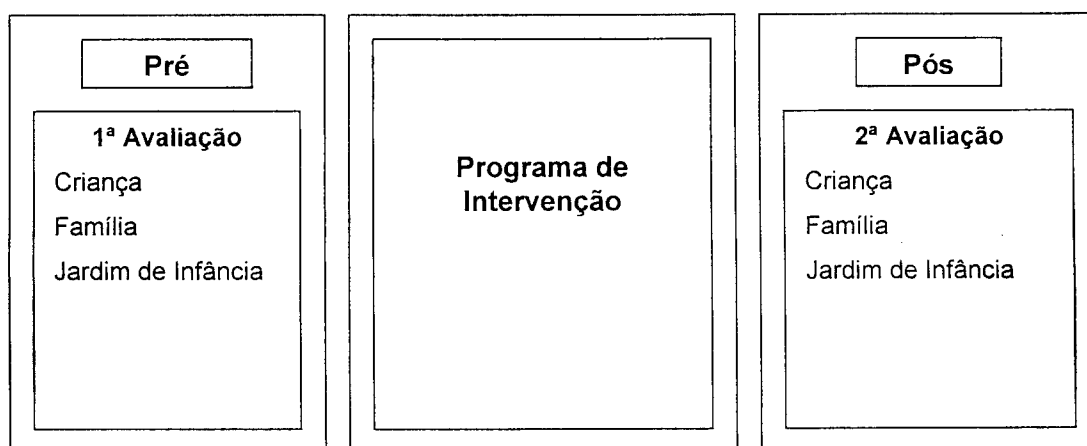 Pré
1ª Avaliação
Criança
Família
Jardim de Infância
Programa de
Intervenção
Pós
2ª Avaliação
Criança
Família
Jardim de Infância